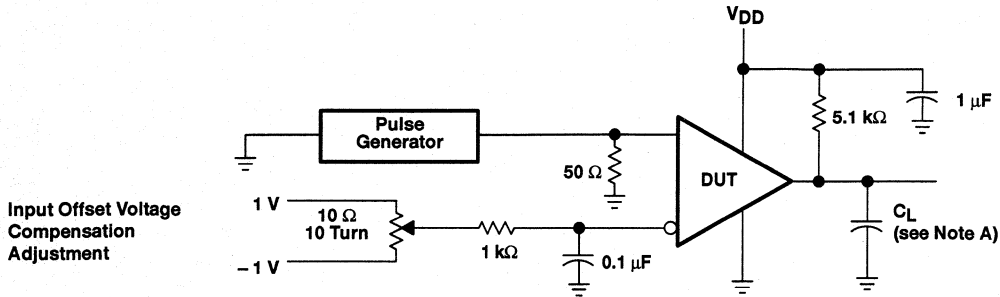 VDD
1 µF
5.1 kΩ
Pulse
Generator
50 Ω
DUT
CL
(see Note A)
Input Offset Voltage
Compensation
Adjustment
1 V
10 Ω
10 Turn
– 1 V
1 kΩ
0.1 µF